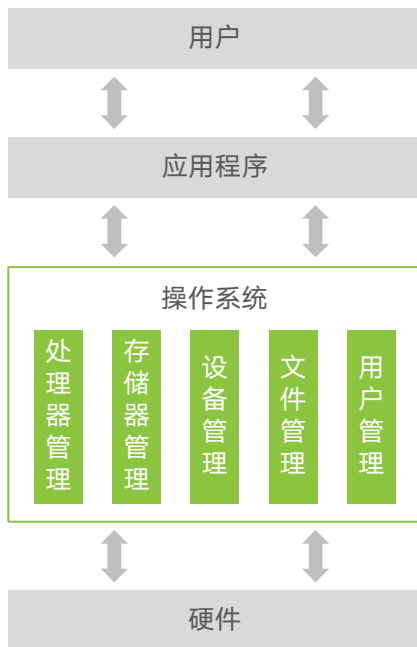 用户
应用程序
操作系统
处理器管理
存储器管理
设备管理
文件管理
用户管理
硬件